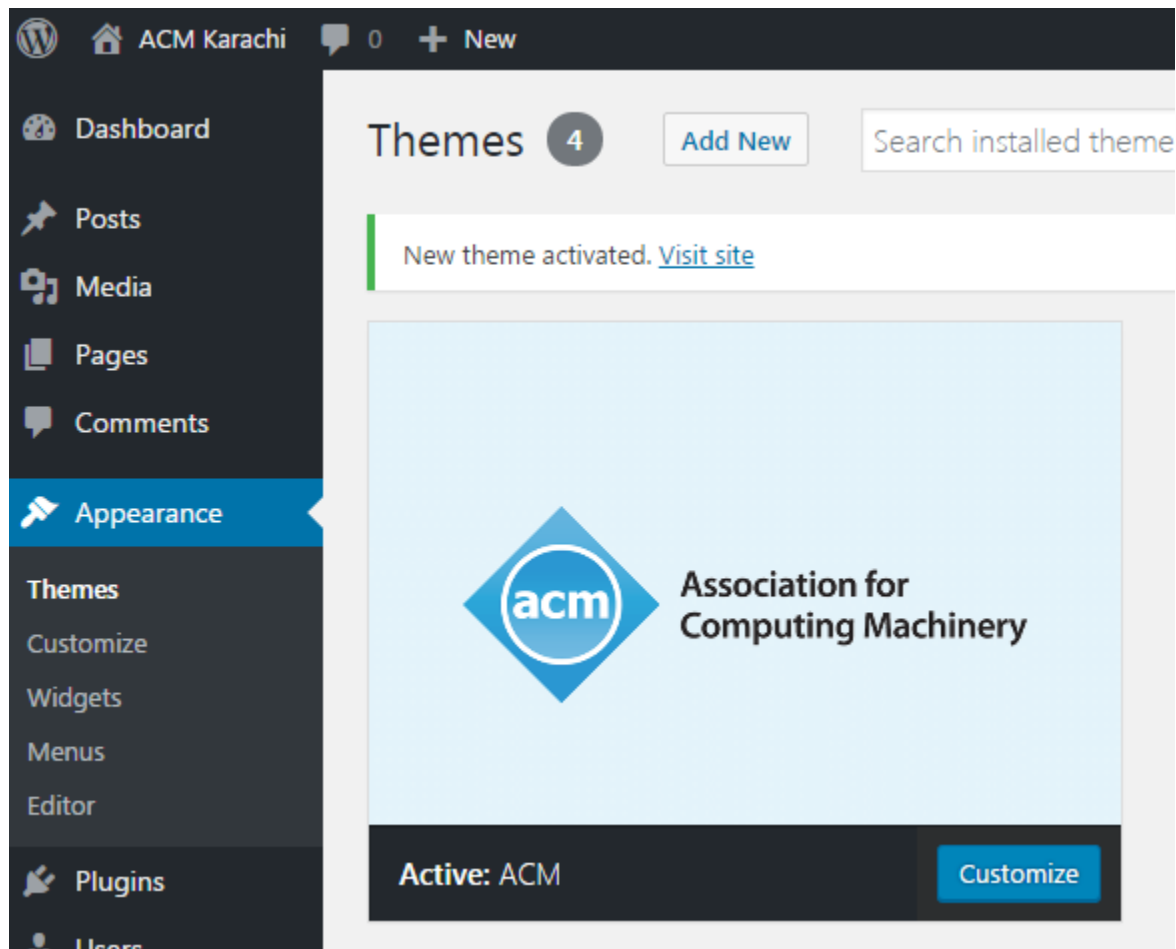 ACM Karachi 0 New
Dashboard
Posts
Media
Pages
Comments
Appearance
Themes
Customize
Widgets
Menus
Editor
Plugins
Users
Themes 4 Add New Search installed theme
New theme activated. Visit site
acm
Association for
Computing Machinery
Active: ACM Customize